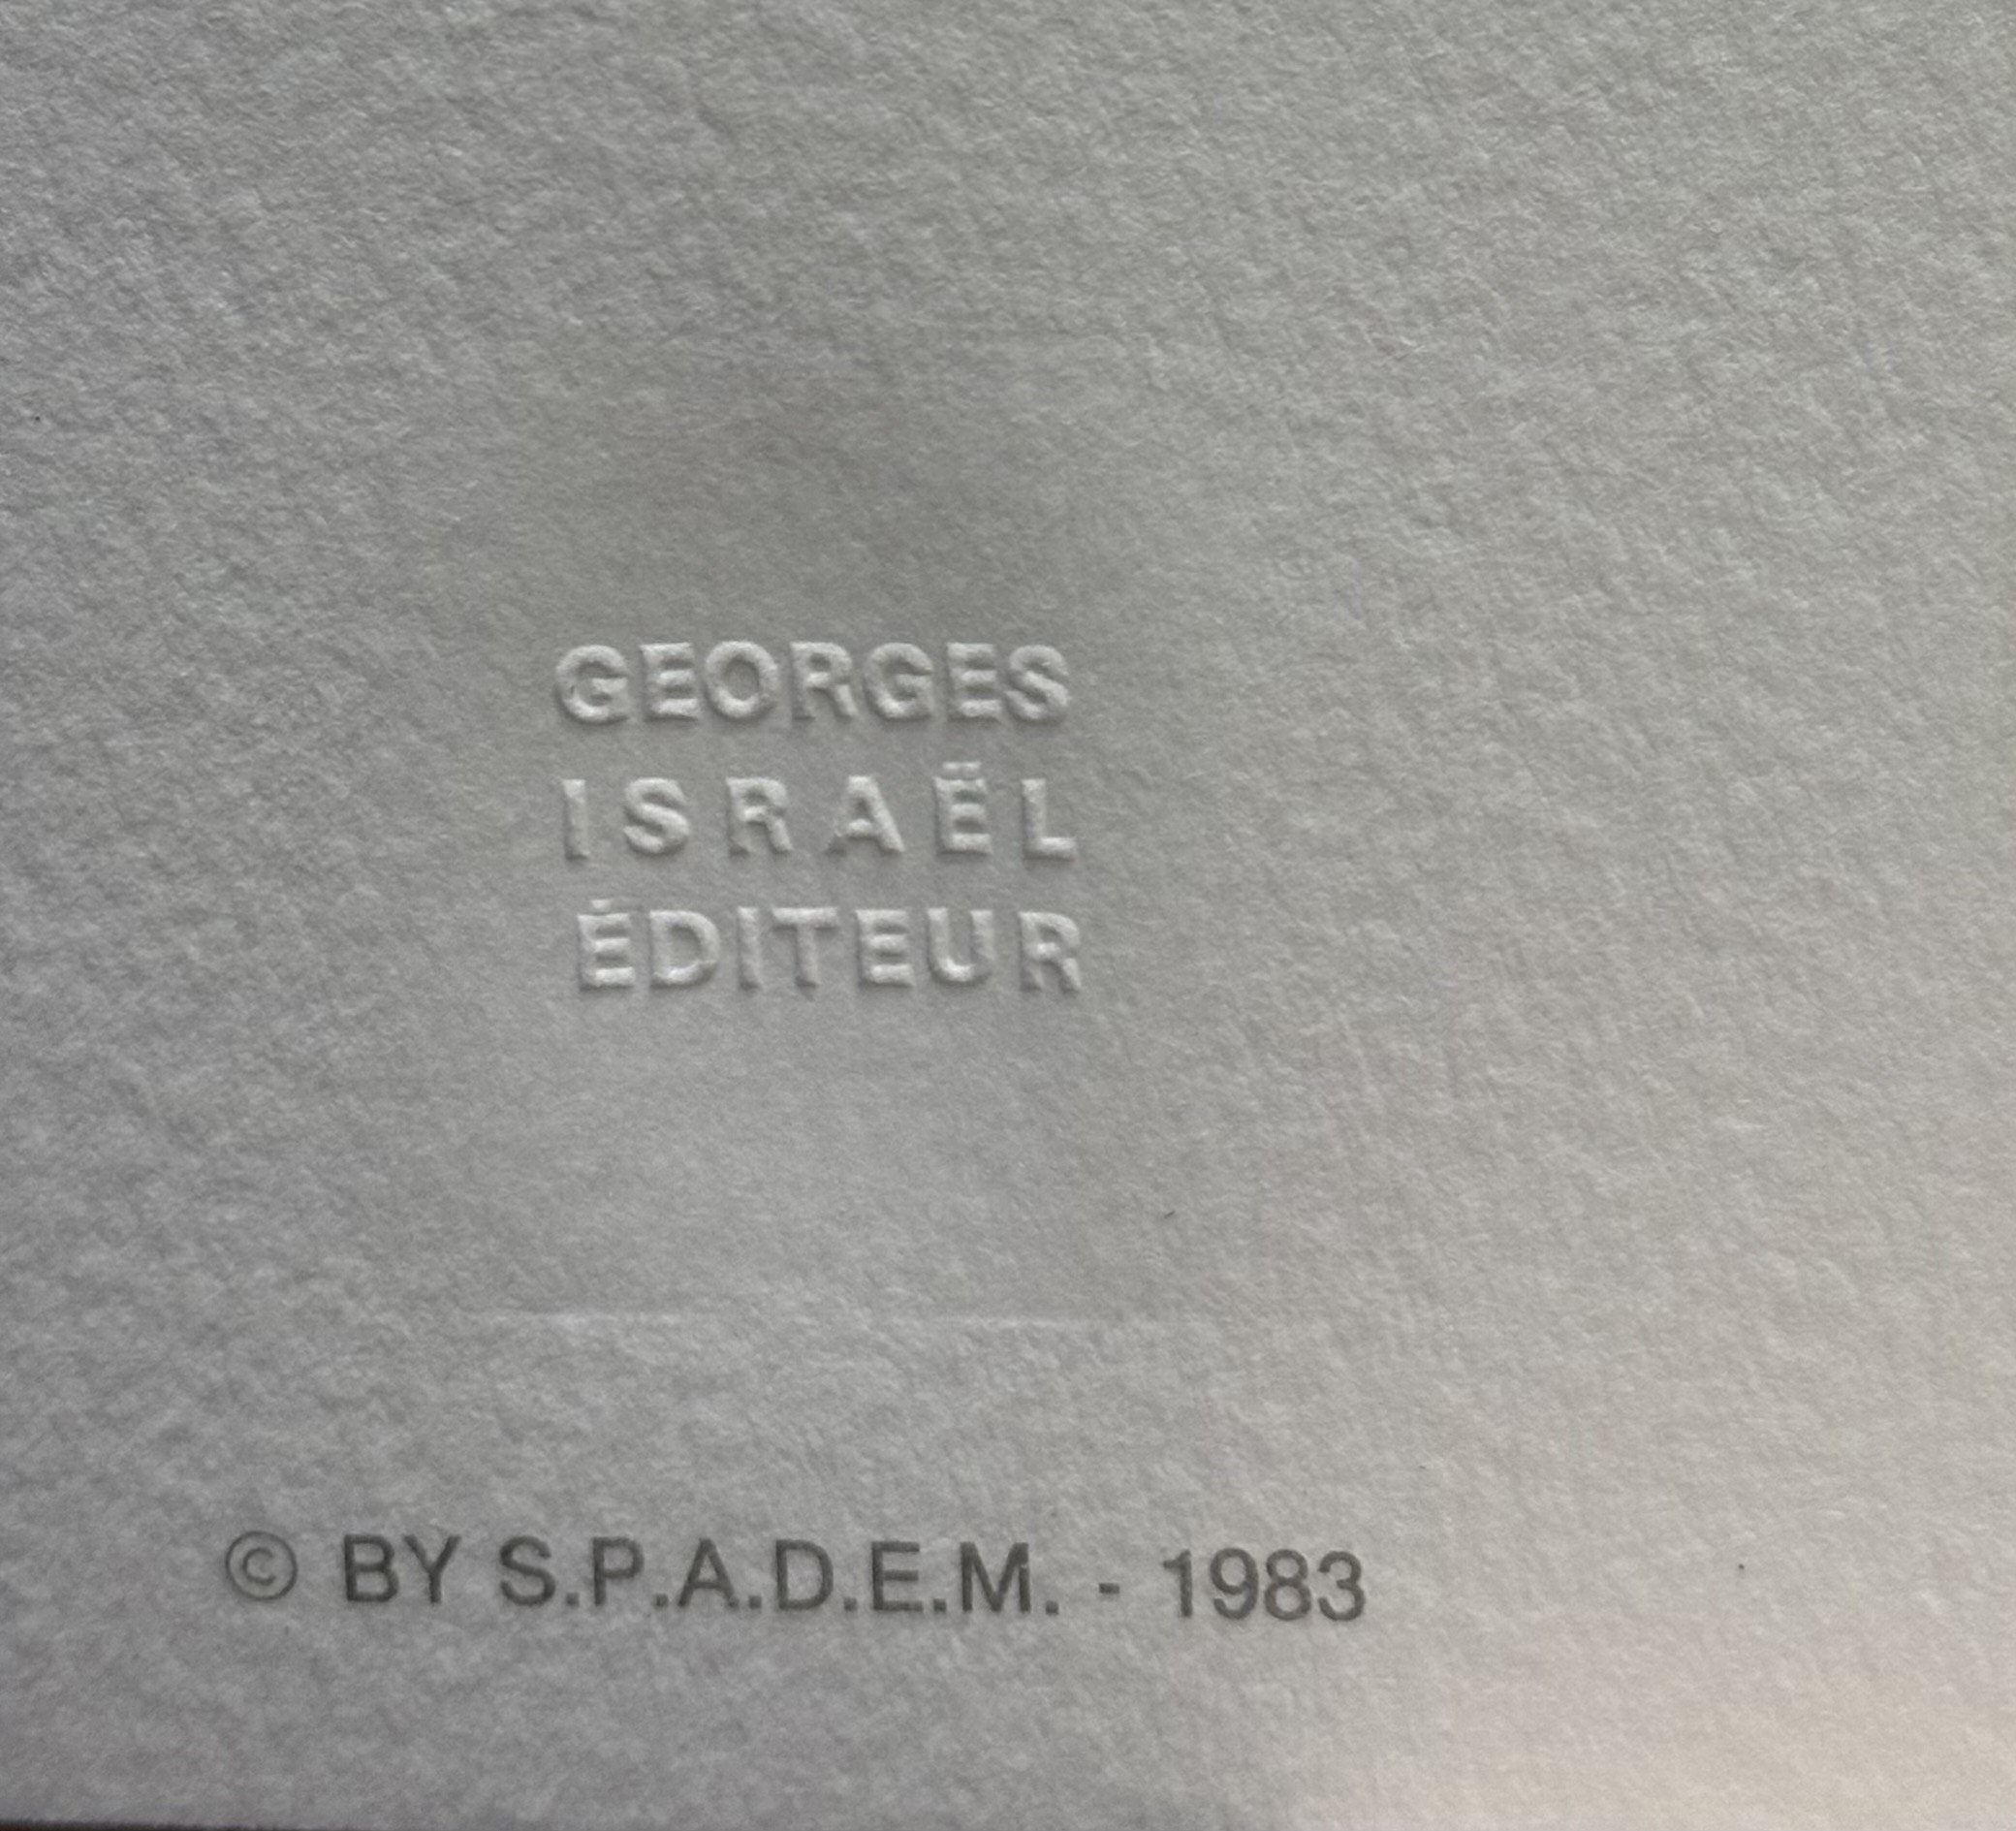 GEORGES
ISRAËL
ÉDITEUR
© BY S.P.A.D.E.M. - 1983